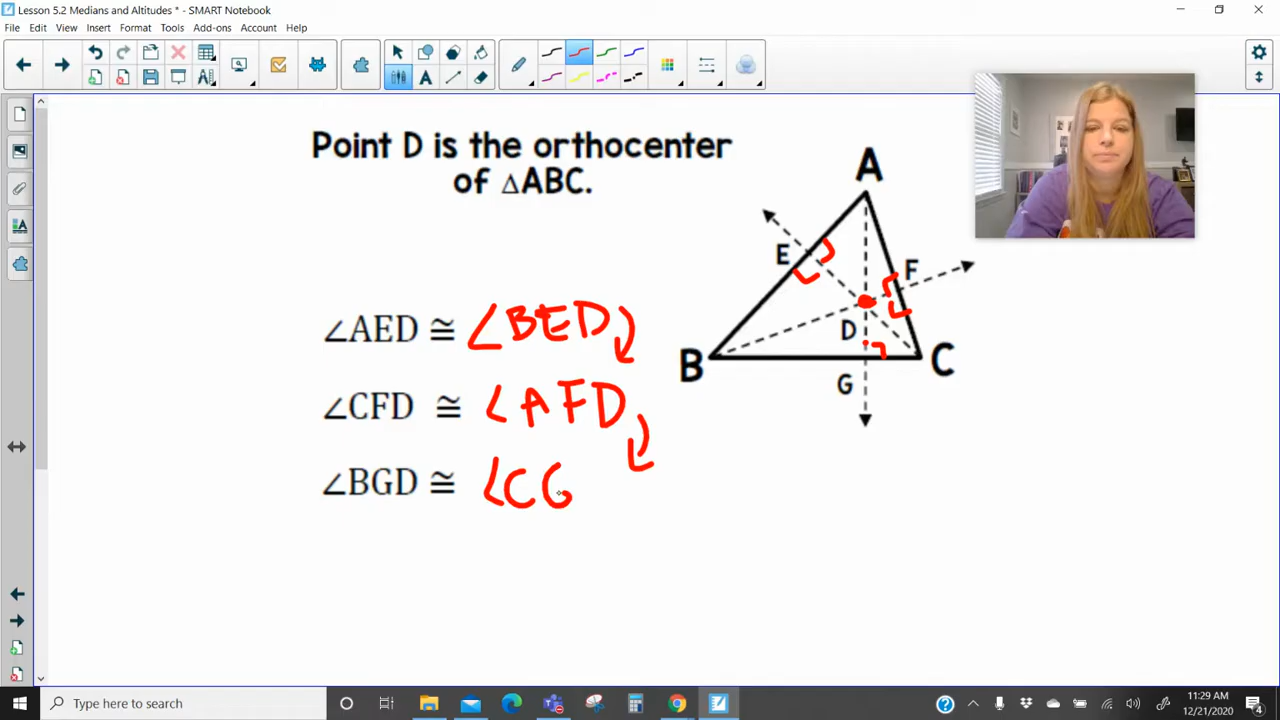 Lesson 5.2 Medians and Altitudes * - SMART Notebook
File Edit View Insert Format Tools Add-ons Account Help
Point D is the orthocenter
of △ABC.
A
E
F
D
B
C
G
∠AED ≅ ∠BED
∠CFD ≅ ∠AFD
∠BGD ≅ ∠CG
Type here to search
11:29 AM
12/21/2020
4